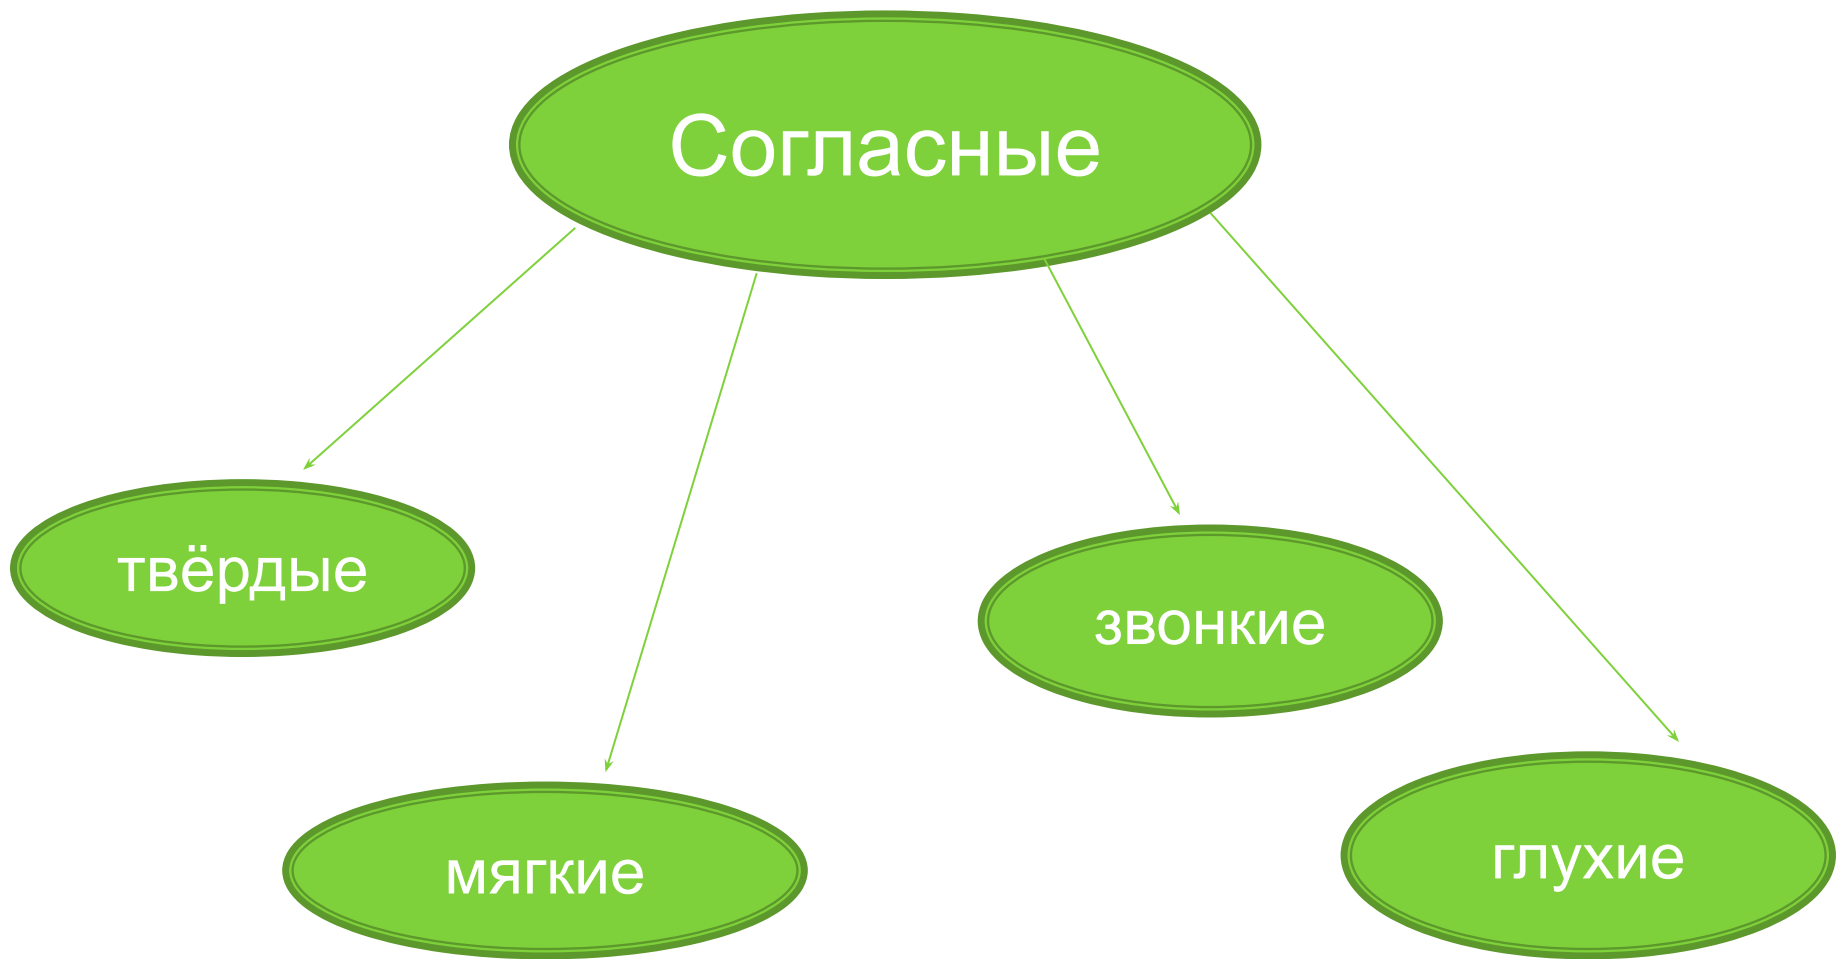 Согласные
твёрдые
звонкие
мягкие
глухие